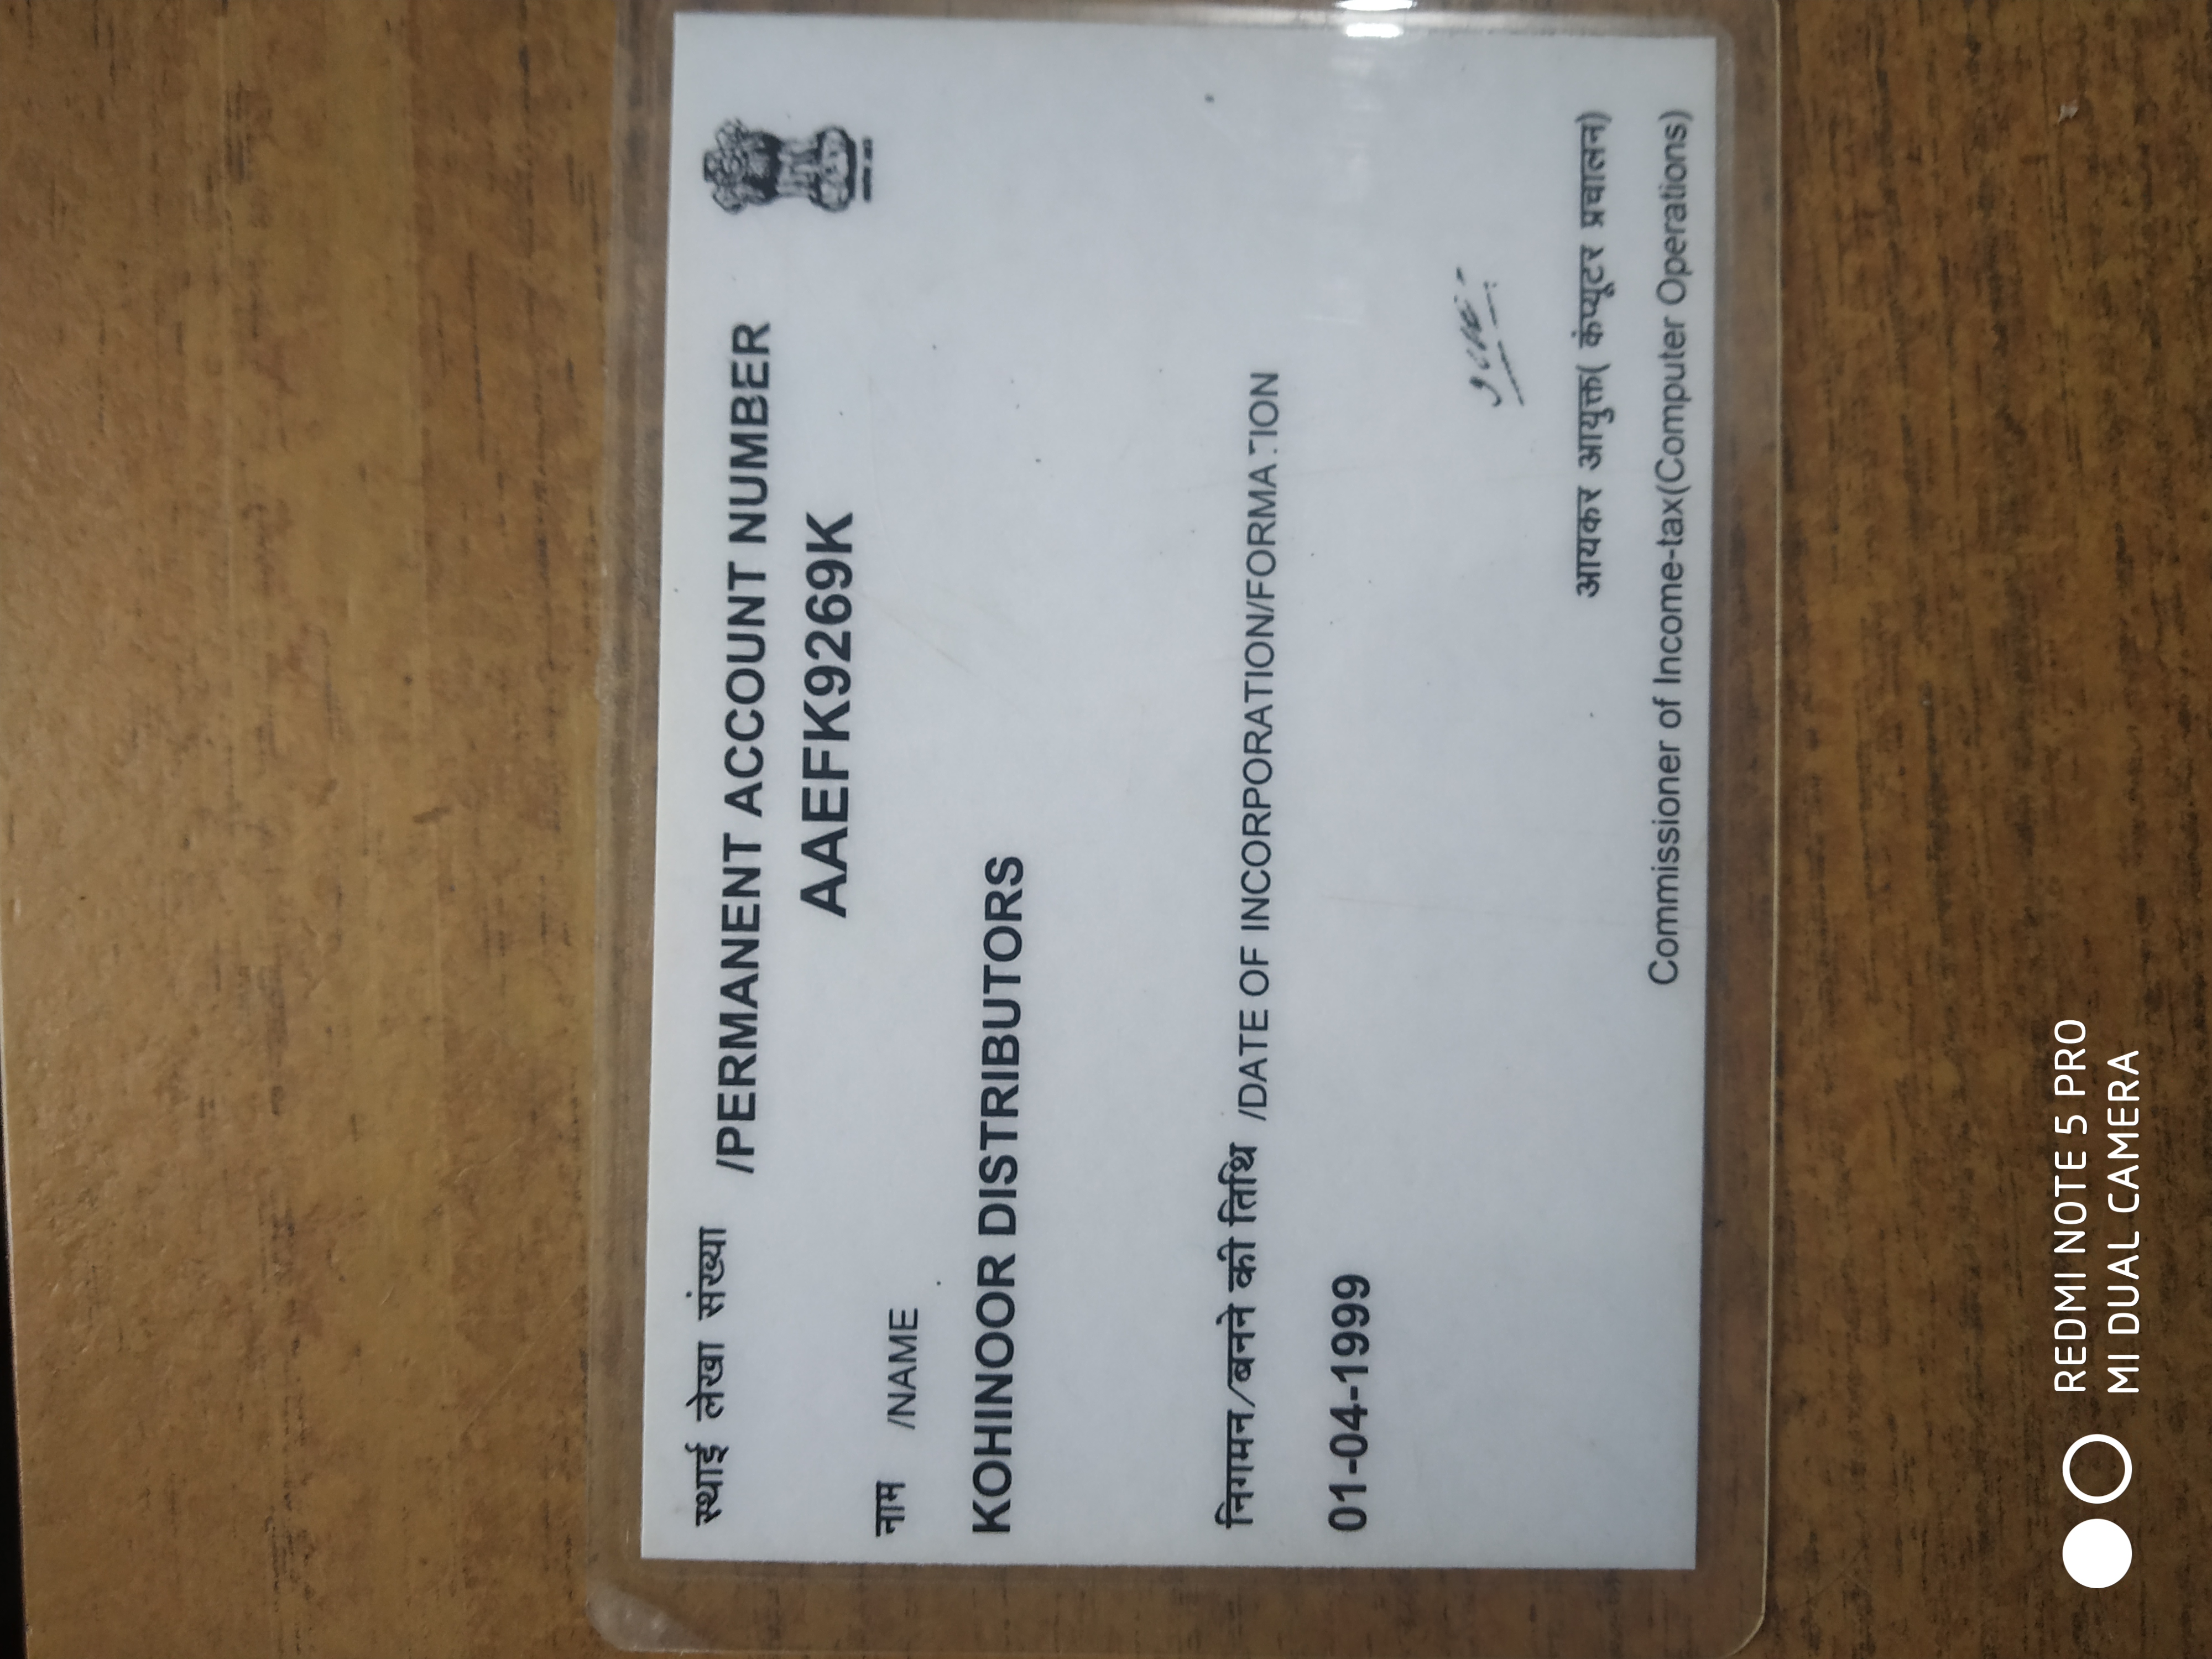 स्थाई लेखा संख्या /PERMANENT ACCOUNT NUMBER
AAEFK9269K
नाम /NAME
KOHINOOR DISTRIBUTORS
निगमन/बनने की तिथि /DATE OF INCORPORATION/FORMATION
01-04-1999
आयकर आयुक्त( कंप्यूटर प्रचालन)
Commissioner of Income-tax(Computer Operations)
REDMI NOTE 5 PRO
MI DUAL CAMERA